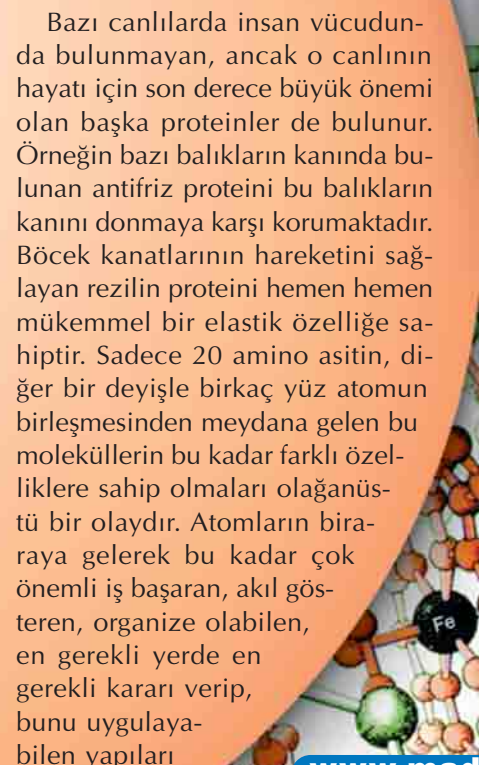 Bazı canlılarda insan vücudun-
da bulunmayan, ancak o canlının
hayatı için son derece büyük önemi
olan başka proteinler de bulunur.
Örneğin bazı balıkların kanında bu-
lunan antifriz proteini bu balıkların
kanını donmaya karşı korumaktadır.
Böcek kanatlarının hareketini sağ-
layan rezilin proteini hemen hemen
mükemmel bir elastik özelliğe sa-
hiptir. Sadece 20 amino asitin, di-
ğer bir deyişle birkaç yüz atomun
birleşmesinden meydana gelen bu
moleküllerin bu kadar farklı özel-
liklere sahip olmaları olağanüs-
tü bir olaydır. Atomların bira-
raya gelerek bu kadar çok
önemli iş başaran, akıl gös-
teren, organize olabilen,
en gerekli yerde en
gerekli kararı verip,
bunu uygulaya-
bilen yapıları
Fe